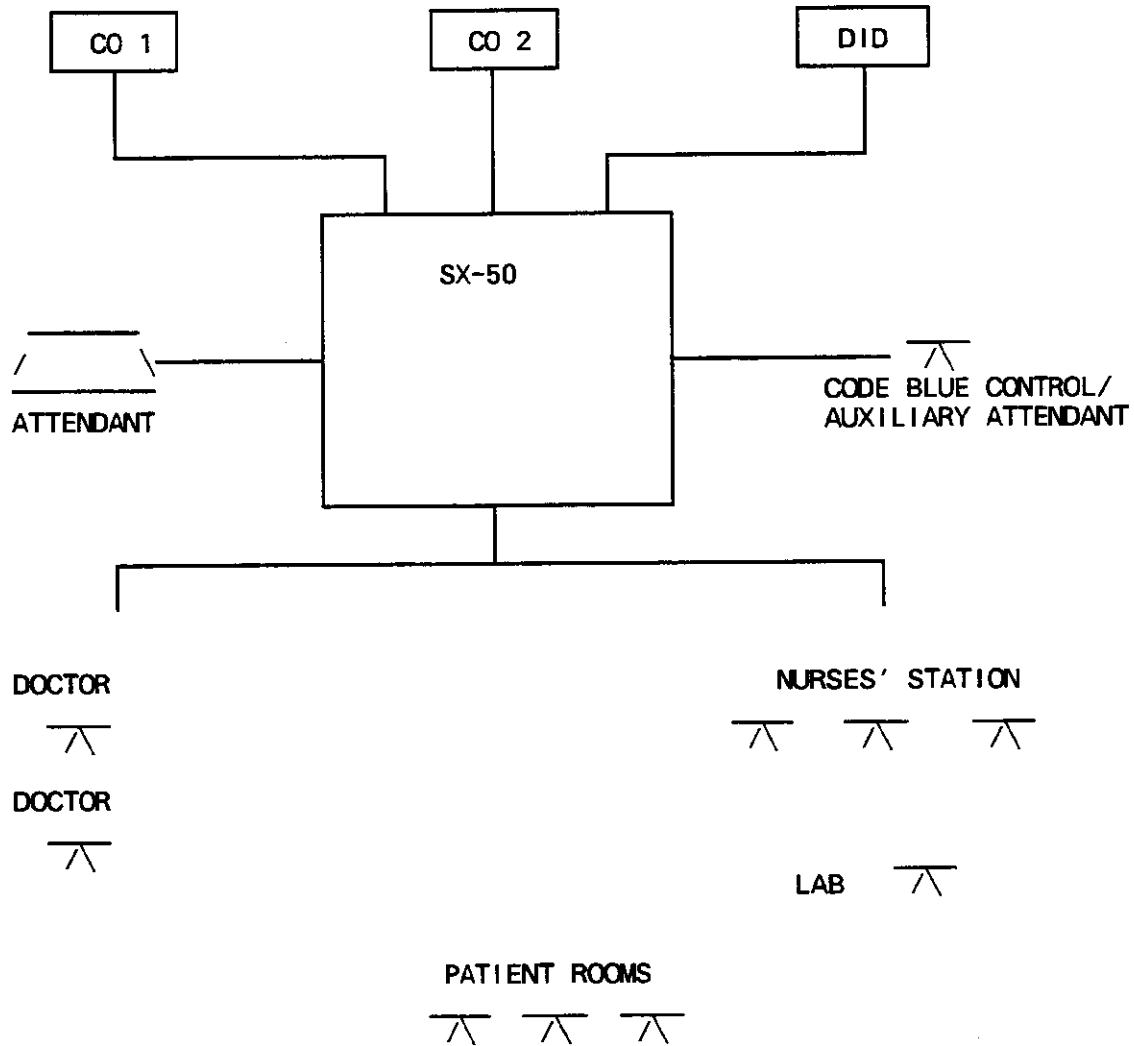 CO 1
CO 2
DID
SX-50
ATTENDANT
CODE BLUE CONTROL/
AUXILIARY ATTENDANT
DOCTOR
NURSES' STATION
DOCTOR
LAB
PATIENT ROOMS